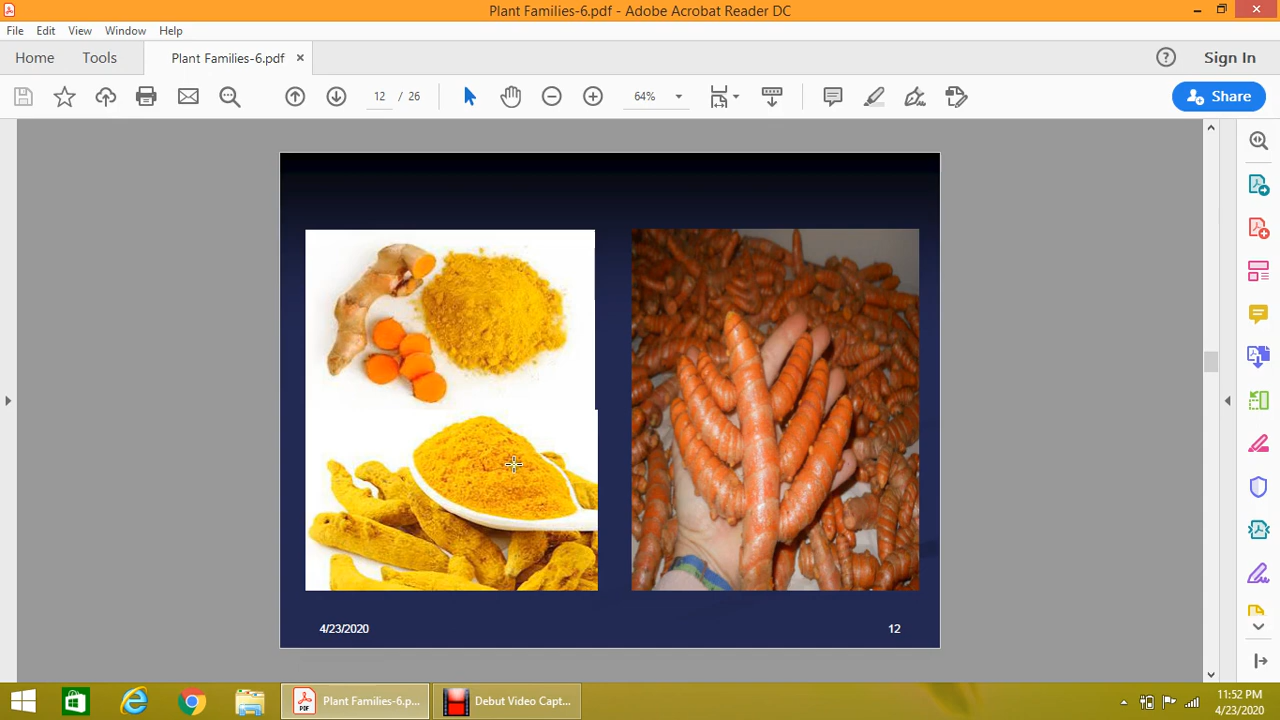 Plant Families-6.pdf - Adobe Acrobat Reader DC
File Edit View Window Help
Home Tools Plant Families-6.pdf × Sign In
12 / 26 64% Share
4/23/2020 12
Plant Families-6.p... Debut Video Capt... 11:52 PM
4/23/2020